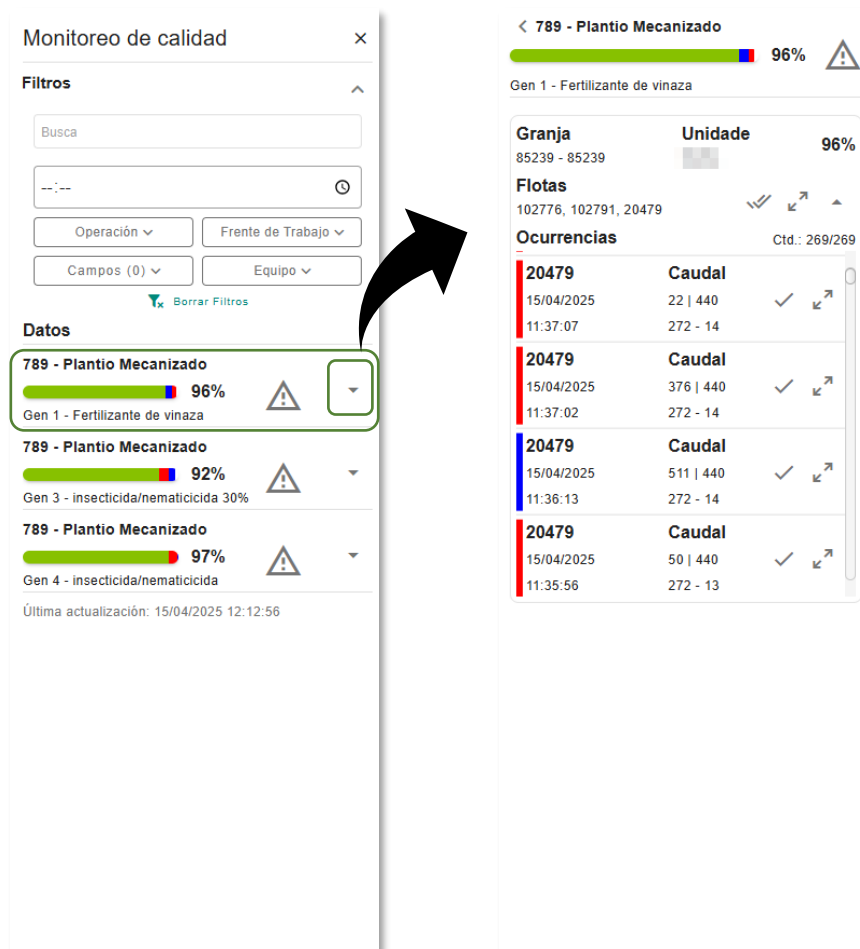 Monitoreo de calidad
Filtros
Busca
--:--
Operación
Frente de Trabajo
Campos (0)
Equipo
Borrar Filtros
Datos
789 - Plantio Mecanizado
96%
Gen 1 - Fertilizante de vinaza
789 - Plantio Mecanizado
92%
Gen 3 - insecticida/nematicicida 30%
789 - Plantio Mecanizado
97%
Gen 4 - insecticida/nematicicida
Última actualización: 15/04/2025 12:12:56
789 - Plantio Mecanizado
96%
Gen 1 - Fertilizante de vinaza
Granja Unidade
96%
85239 - 85239
Flotas
102776, 102791, 20479
Ocurrencias Ctd.: 269/269
20479 Caudal
15/04/2025 22 | 440
11:37:07 272 - 14
20479 Caudal
15/04/2025 376 | 440
11:37:02 272 - 14
20479 Caudal
15/04/2025 511 | 440
11:36:13 272 - 14
20479 Caudal
15/04/2025 50 | 440
11:35:56 272 - 13